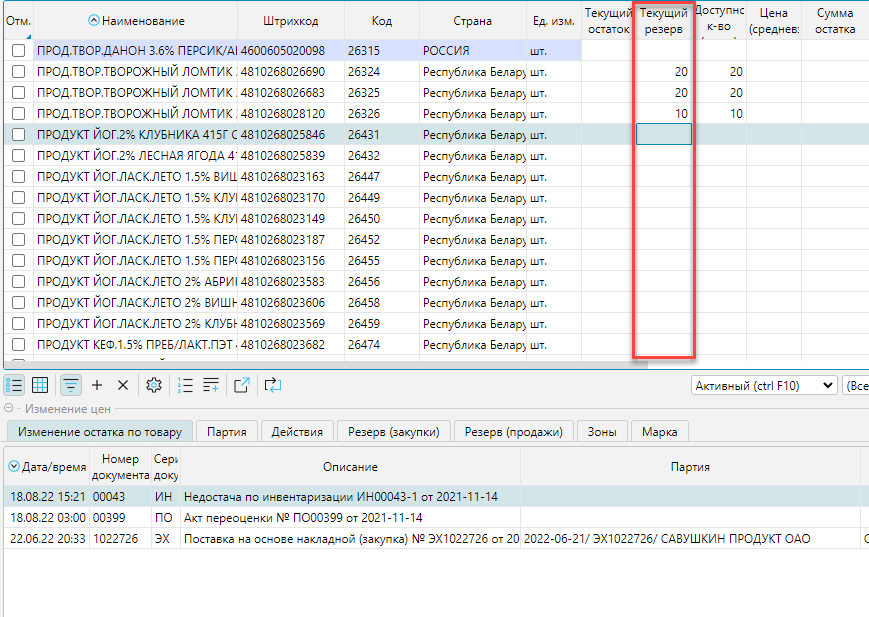 Отм. Наименование Штрихкод Код Страна Ед. изм. Текущий остаток Текущий резерв Доступнс к-во Цена (среднев: Сумма остатка
ПРОД.ТВОР.ДАНОН 3.6% ПЕРСИК/АІ 4600605020098 26315 РОССИЯ шт.
ПРОД.ТВОР.ТВОРОЖНЫЙ ЛОМТИК 4810268026690 26324 Республика Белару шт. 20 20
ПРОД.ТВОР.ТВОРОЖНЫЙ ЛОМТИК 4810268026683 26325 Республика Белару шт. 20 20
ПРОД.ТВОР.ТВОРОЖНЫЙ ЛОМТИК 4810268028120 26326 Республика Белару шт. 10 10
ПРОДУКТ ЙОГ.2% КЛУБНИКА 415Г С 4810268025846 26431 Республика Белару шт.
ПРОДУКТ ЙОГ.2% ЛЕСНАЯ ЯГОДА 41 4810268025839 26432 Республика Белару шт.
ПРОДУКТ ЙОГ.ЛАСК.ЛЕТО 1.5% ВИШ 4810268023163 26447 Республика Белару шт.
ПРОДУКТ ЙОГ.ЛАСК.ЛЕТО 1.5% КЛУ 4810268023170 26449 Республика Белару шт.
ПРОДУКТ ЙОГ.ЛАСК.ЛЕТО 1.5% КЛУ 4810268023149 26450 Республика Белару шт.
ПРОДУКТ ЙОГ.ЛАСК.ЛЕТО 1.5% ПЕРС 4810268023187 26452 Республика Белару шт.
ПРОДУКТ ЙОГ.ЛАСК.ЛЕТО 1.5% ПЕРС 4810268023156 26455 Республика Белару шт.
ПРОДУКТ ЙОГ.ЛАСК.ЛЕТО 2% АБРИК 4810268023583 26456 Республика Белару шт.
ПРОДУКТ ЙОГ.ЛАСК.ЛЕТО 2% ВИШН 4810268023606 26458 Республика Белару шт.
ПРОДУКТ ЙОГ.ЛАСК.ЛЕТО 2% КЛУБН 4810268023569 26459 Республика Белару шт.
ПРОДУКТ КЕФ.1.5% ПРЕБ/ЛАКТ.ПЭТ 4810268023682 26474 Республика Белару шт.
Активный (ctrl F10) (Все
Изменение цен
Изменение остатка по товару Партия Действия Резерв (закупки) Резерв (продажи) Зоны Марка
Дата/время Номер документа Сери доку Описание Партия
18.08.22 15:21 00043 ИН Недостача по инвентаризации ИН00043-1 от 2021-11-14
18.08.22 03:00 00399 ПО Акт переоценки № ПО00399 от 2021-11-14
22.06.22 20:33 1022726 ЭХ Поставка на основе накладной (закупка) № ЭХ1022726 от 20 2022-06-21/ ЭХ1022726/ САВУШКИН ПРОДУКТ ОАО